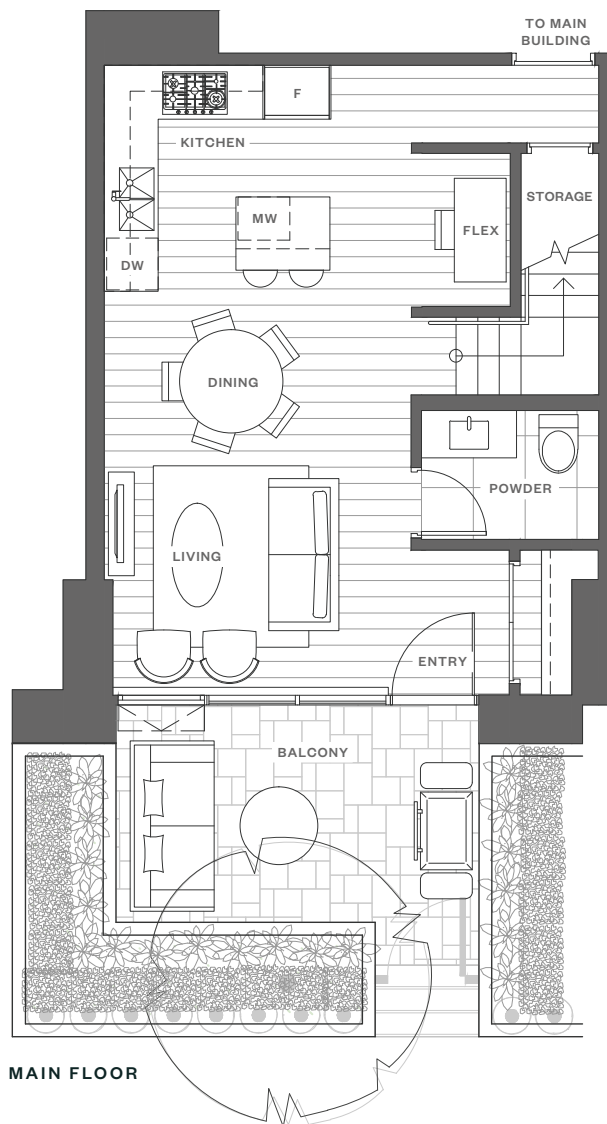 TO MAIN
BUILDING
F
KITCHEN
STORAGE
MW
FLEX
DW
DINING
POWDER
LIVING
ENTRY
BALCONY
MAIN FLOOR